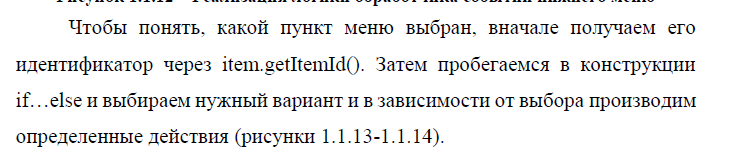 Чтобы понять, какой пункт меню выбран, вначале получаем его
идентификатор через item.getItemId(). Затем пробегаемся в конструкции
if…else и выбираем нужный вариант и в зависимости от выбора производим
определенные действия (рисунки 1.1.13-1.1.14).